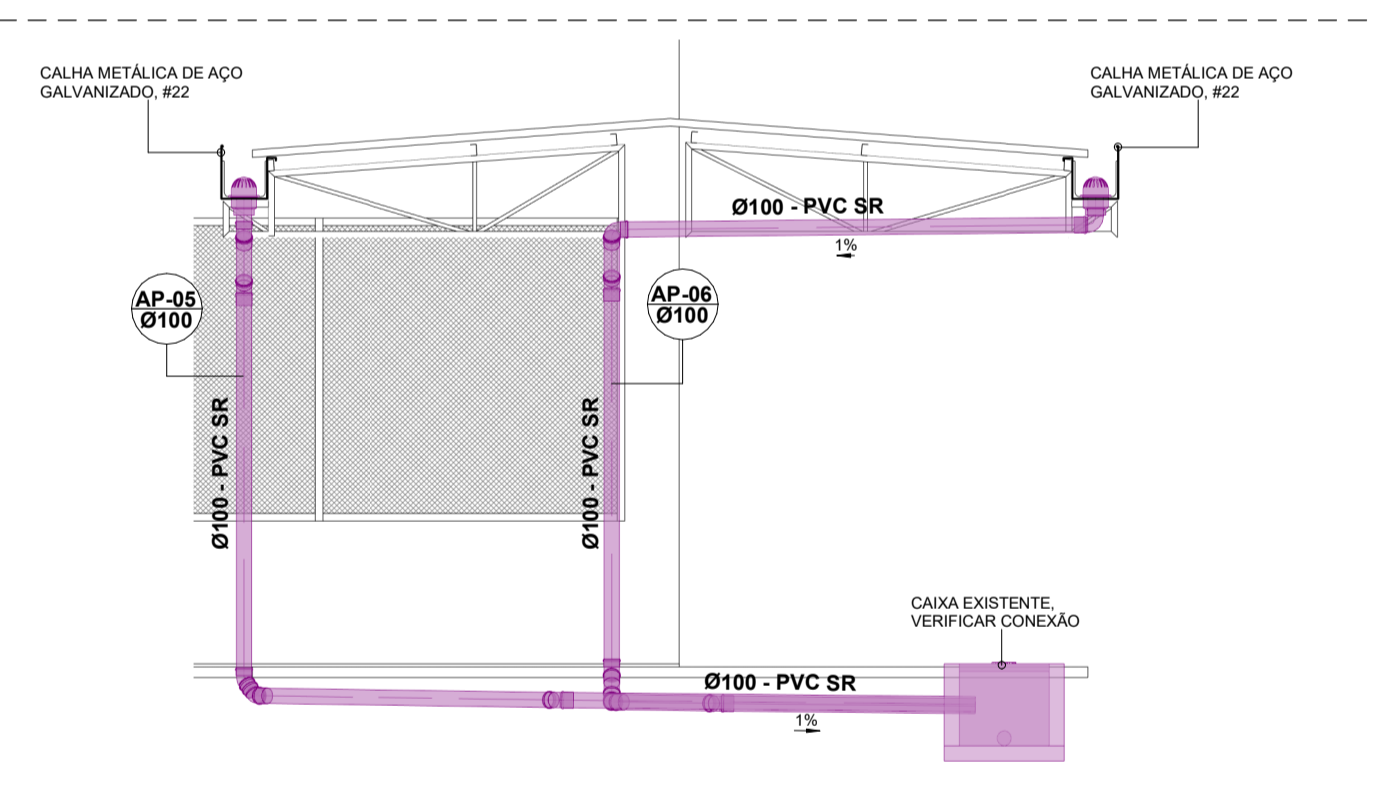 CALHA METÁLICA DE AÇO
GALVANIZADO, #22
CALHA METÁLICA DE AÇO
GALVANIZADO, #22
Ø100 - PVC SR
1%
AP-05
Ø100
AP-06
Ø100
Ø100 - PVC SR
Ø100 - PVC SR
CAIXA EXISTENTE,
VERIFICAR CONEXÃO
Ø100 - PVC SR
1%